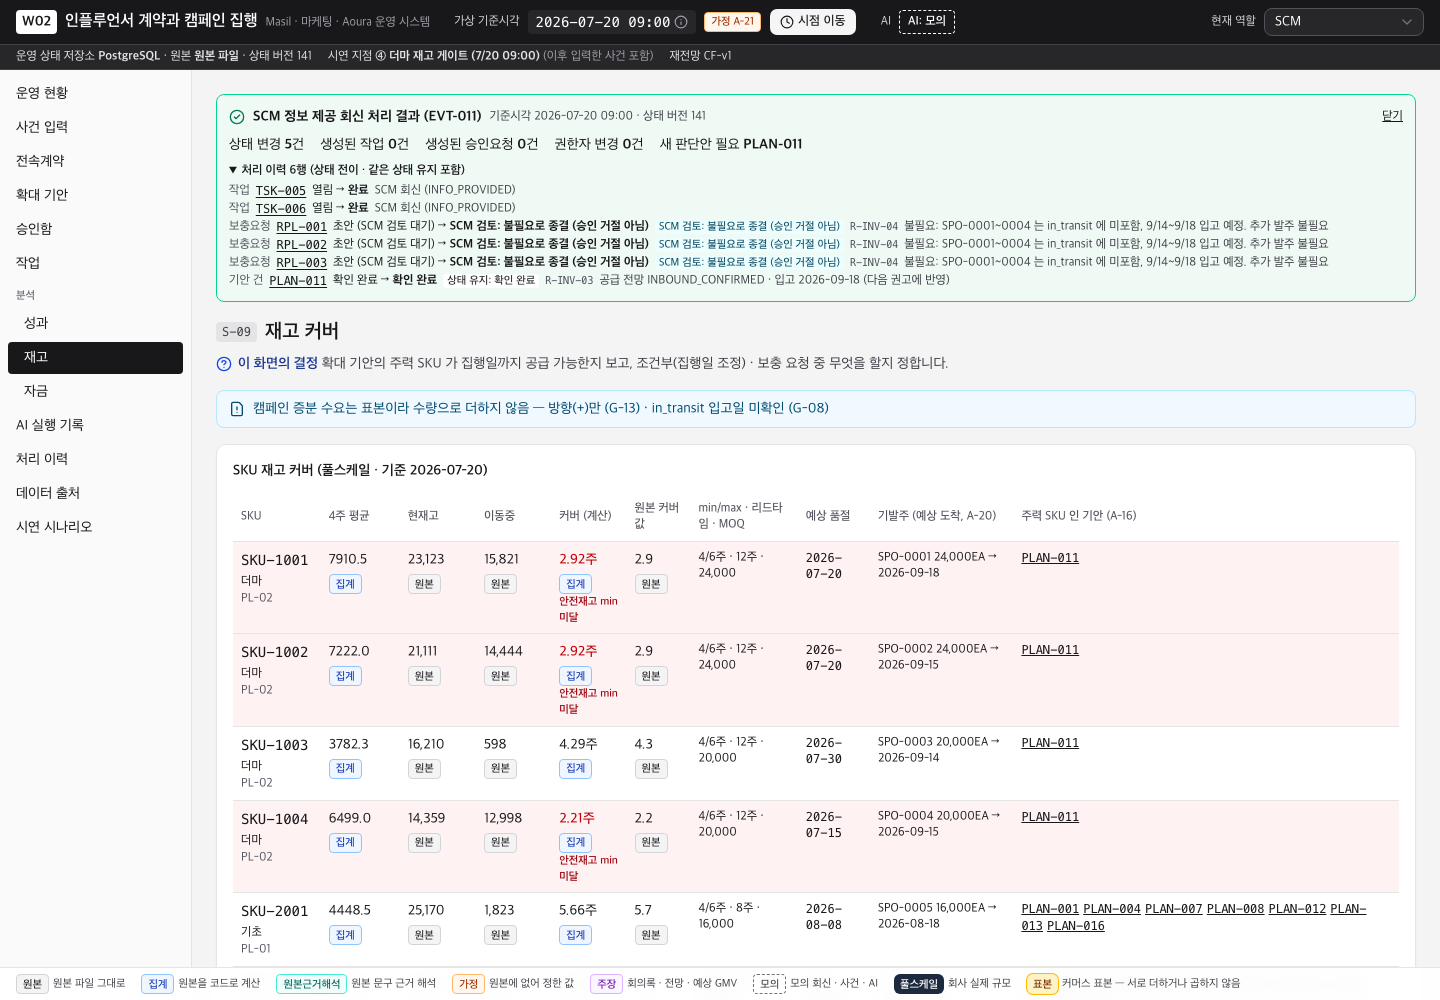 W02 인플루언서 계약과 캠페인 집행 Masil · 마케팅 · Aoura 운영 시스템 가상 기준시각 2026-07-20 09:00 가정 A-21 시점 이동 AI AI: 모의 현재 역할 SCM
운영 상태 저장소 PostgreSQL · 원본 원본 파일 · 상태 버전 141 시연 지점 ④ 더마 재고 게이트 (7/20 09:00) (이후 입력한 사건 포함) 재전망 CF-v1
운영 현황
사건 입력
전속계약
확대 기안
승인함
작업
분석
성과
재고
자금
AI 실행 기록
처리 이력
데이터 출처
시연 시나리오
SCM 정보 제공 회신 처리 결과 (EVT-011) 기준시각 2026-07-20 09:00 · 상태 버전 141 닫기
상태 변경 5건 생성된 작업 0건 생성된 승인요청 0건 권한자 변경 0건 새 판단안 필요 PLAN-011
▼ 처리 이력 6행 (상태 전이 · 같은 상태 유지 포함)
작업 TSK-005 열림 → 완료 SCM 회신 (INFO_PROVIDED)
작업 TSK-006 열림 → 완료 SCM 회신 (INFO_PROVIDED)
보충요청 RPL-001 초안 (SCM 검토 대기) → SCM 검토: 불필요로 종결 (승인 거절 아님) SCM 검토: 불필요로 종결 (승인 거절 아님) R-INV-04 불필요: SPO-0001~0004 는 in_transit 에 미포함, 9/14~9/18 입고 예정. 추가 발주 불필요
보충요청 RPL-002 초안 (SCM 검토 대기) → SCM 검토: 불필요로 종결 (승인 거절 아님) SCM 검토: 불필요로 종결 (승인 거절 아님) R-INV-04 불필요: SPO-0001~0004 는 in_transit 에 미포함, 9/14~9/18 입고 예정. 추가 발주 불필요
보충요청 RPL-003 초안 (SCM 검토 대기) → SCM 검토: 불필요로 종결 (승인 거절 아님) SCM 검토: 불필요로 종결 (승인 거절 아님) R-INV-04 불필요: SPO-0001~0004 는 in_transit 에 미포함, 9/14~9/18 입고 예정. 추가 발주 불필요
기안 건 PLAN-011 확인 완료 → 확인 완료 상태 유지: 확인 완료 R-INV-03 공급 전망 INBOUND_CONFIRMED · 입고 2026-09-18 (다음 권고에 반영)
S-09 재고 커버
이 화면의 결정 확대 기안의 주력 SKU 가 집행일까지 공급 가능한지 보고, 조건부(집행일 조정) · 보충 요청 중 무엇을 할지 정합니다.
캠페인 증분 수요는 표본이라 수량으로 더하지 않음 — 방향(+)만 (G-13) · in_transit 입고일 미확인 (G-08)
SKU 재고 커버 (풀스케일 · 기준 2026-07-20)
SKU 4주 평균 현재고 이동중 커버 (계산) 원본 커버 값 min/max · 리드타임 · MOQ 예상 품절 기발주 (예상 도착, A-20) 주력 SKU 인 기안 (A-16)
SKU-1001 7910.5 23,123 15,821 2.92주 2.9 4/6주 · 12주 · 24,000 2026-07-20 SPO-0001 24,000EA → 2026-09-18 PLAN-011
더마 집계 원본 원본 집계 원본
PL-02 안전재고 min 미달
SKU-1002 7222.0 21,111 14,444 2.92주 2.9 4/6주 · 12주 · 24,000 2026-07-20 SPO-0002 24,000EA → 2026-09-15 PLAN-011
더마 집계 원본 원본 집계 원본
PL-02 안전재고 min 미달
SKU-1003 3782.3 16,210 598 4.29주 4.3 4/6주 · 12주 · 20,000 2026-07-30 SPO-0003 20,000EA → 2026-09-14 PLAN-011
더마 집계 원본 원본 집계 원본
PL-02
SKU-1004 6499.0 14,359 12,998 2.21주 2.2 4/6주 · 12주 · 20,000 2026-07-15 SPO-0004 20,000EA → 2026-09-15 PLAN-011
더마 집계 원본 원본 집계 원본
PL-02 안전재고 min 미달
SKU-2001 4448.5 25,170 1,823 5.66주 5.7 4/6주 · 8주 · 16,000 2026-08-08 SPO-0005 16,000EA → 2026-08-18 PLAN-001 PLAN-004 PLAN-007 PLAN-008 PLAN-012 PLAN-013 PLAN-016
기초 집계 원본 원본 집계 원본
PL-01
원본 원본 파일 그대로 집계 원본을 코드로 계산 원본근거해석 원본 문구 근거 해석 가정 원본에 없어 정한 값 주장 회의록 · 전망 · 예상 GMV 모의 모의 회신 · 사건 · AI 풀스케일 회사 실제 규모 표본 커머스 표본 — 서로 더하거나 곱하지 않음